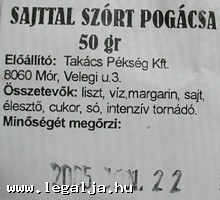 SAJTTAL SZÓRT POGÁCSA
50 gr
Előállító: Takács Pékség Kft.
8060 Mór, Velegi u.3.
Összetevők: liszt, víz,margarin, sajt,
élesztő, cukor, só, intenzív tornádó.
Minőségét megőrzi:
22
www.legalja.hu